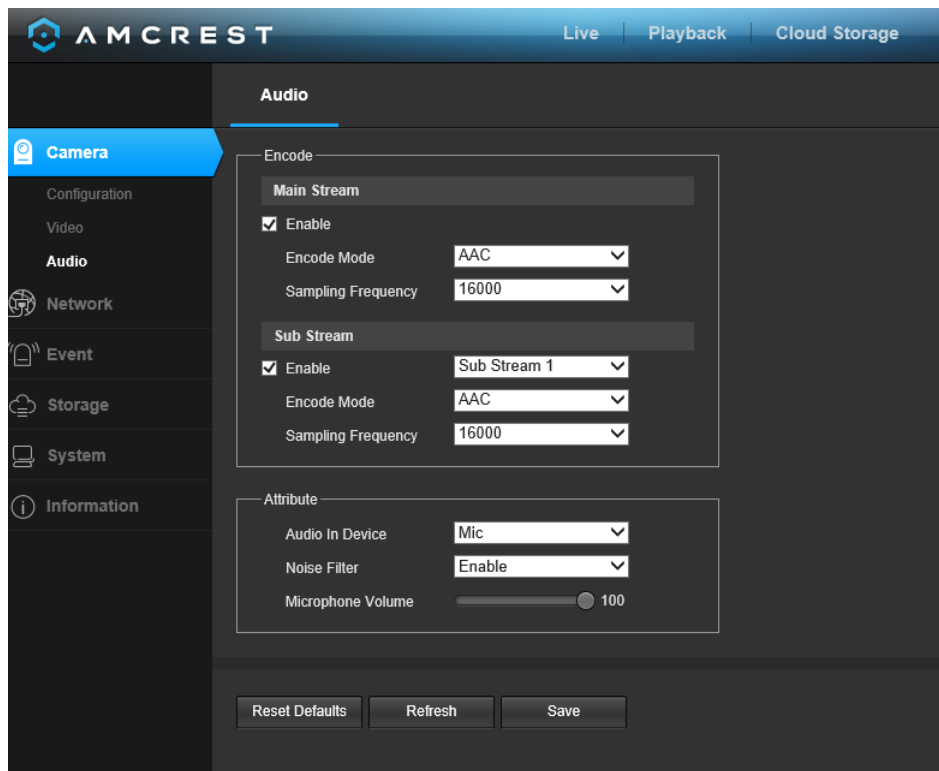 AMCREST
Live Playback Cloud Storage
Audio
Camera
Configuration
Video
Audio
Network
Event
Storage
System
Information
Encode
Main Stream
Enable
Encode Mode AAC
Sampling Frequency 16000
Sub Stream
Enable Sub Stream 1
Encode Mode AAC
Sampling Frequency 16000
Attribute
Audio In Device Mic
Noise Filter Enable
Microphone Volume 100
Reset Defaults Refresh Save